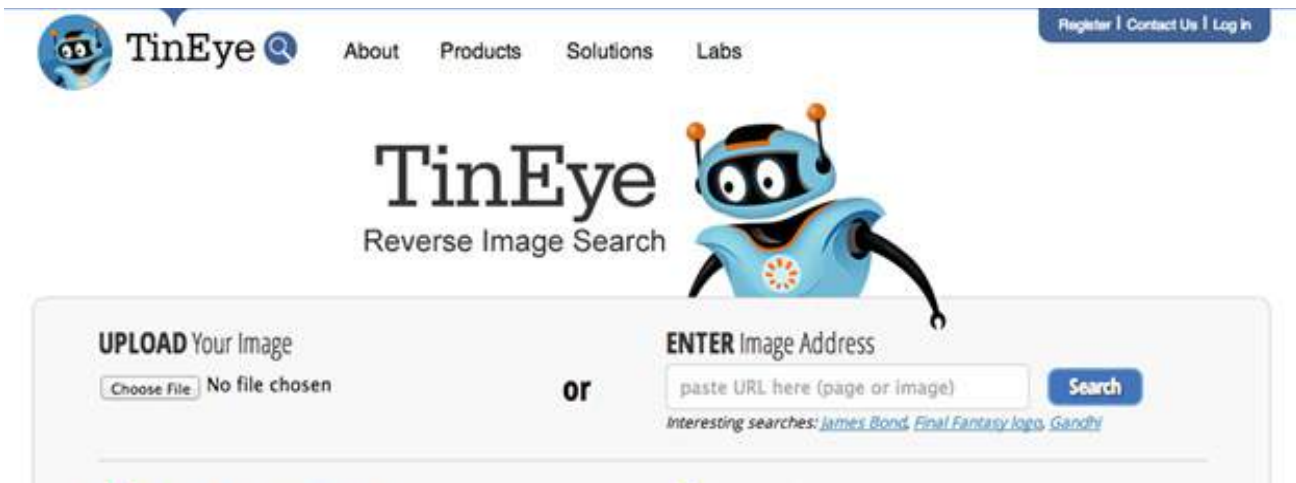 TinEye
About Products Solutions Labs
Register | Contact Us | Log in
TinEye
Reverse Image Search
UPLOAD Your Image
Choose File No file chosen
or
ENTER Image Address
paste URL here (page or image) Search
Interesting searches: James Bond, Final Fantasy logo, Gandhi